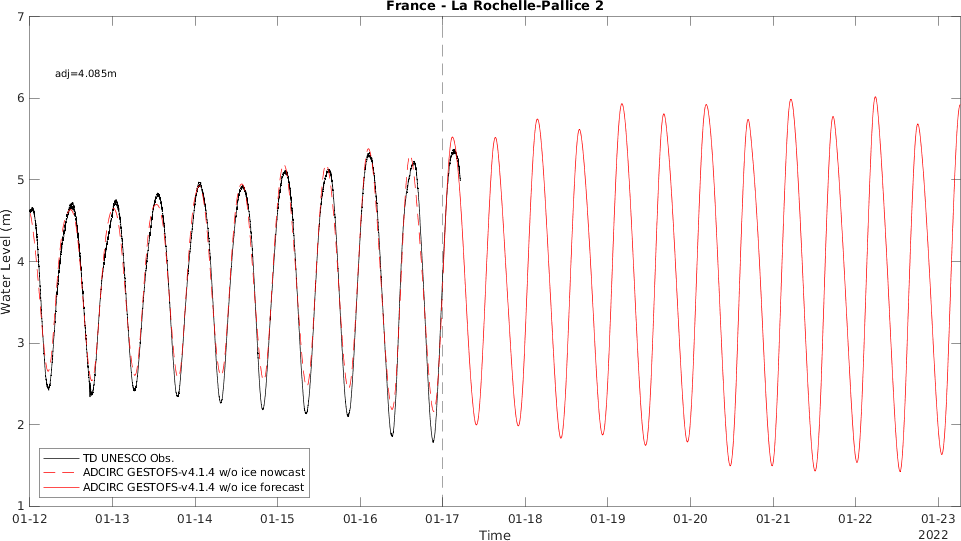 France - La Rochelle-Pallice 2
7
adj=4.085m
6
5
4
3
2
1
Water Level (m)
TD UNESCO Obs.
ADCIRC GESTOFS-v4.1.4 w/o ice nowcast
ADCIRC GESTOFS-v4.1.4 w/o ice forecast
01-12 01-13 01-14 01-15 01-16 01-17 01-18 01-19 01-20 01-21 01-22 01-23
Time
2022